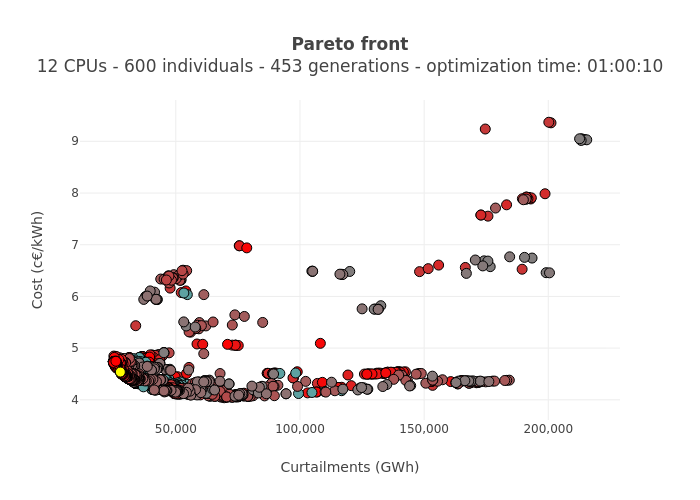 Pareto front
12 CPUs - 600 individuals - 453 generations - optimization time: 01:00:10
9
8
7
6
5
4
Cost (c€/kWh)
50,000
100,000
150,000
200,000
Curtailments (GWh)